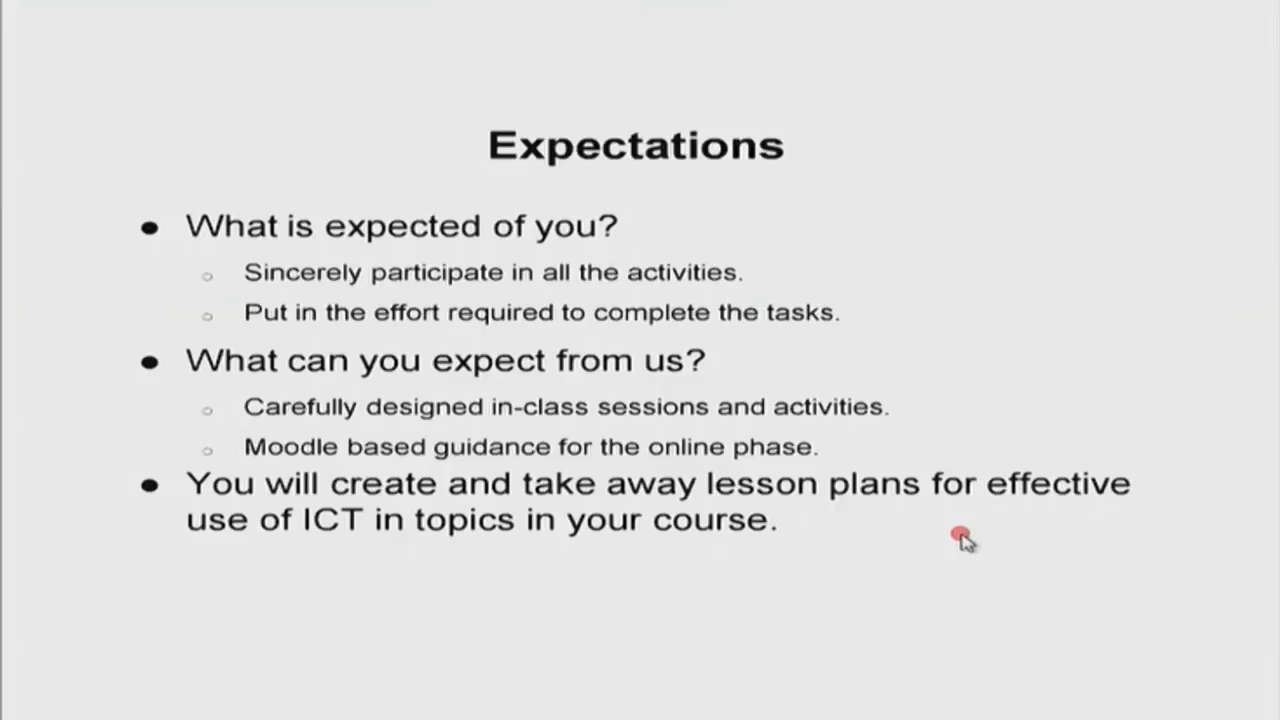 Expectations
● What is expected of you?
○ Sincerely participate in all the activities.
○ Put in the effort required to complete the tasks.
● What can you expect from us?
○ Carefully designed in-class sessions and activities.
○ Moodle based guidance for the online phase.
● You will create and take away lesson plans for effective
use of ICT in topics in your course.